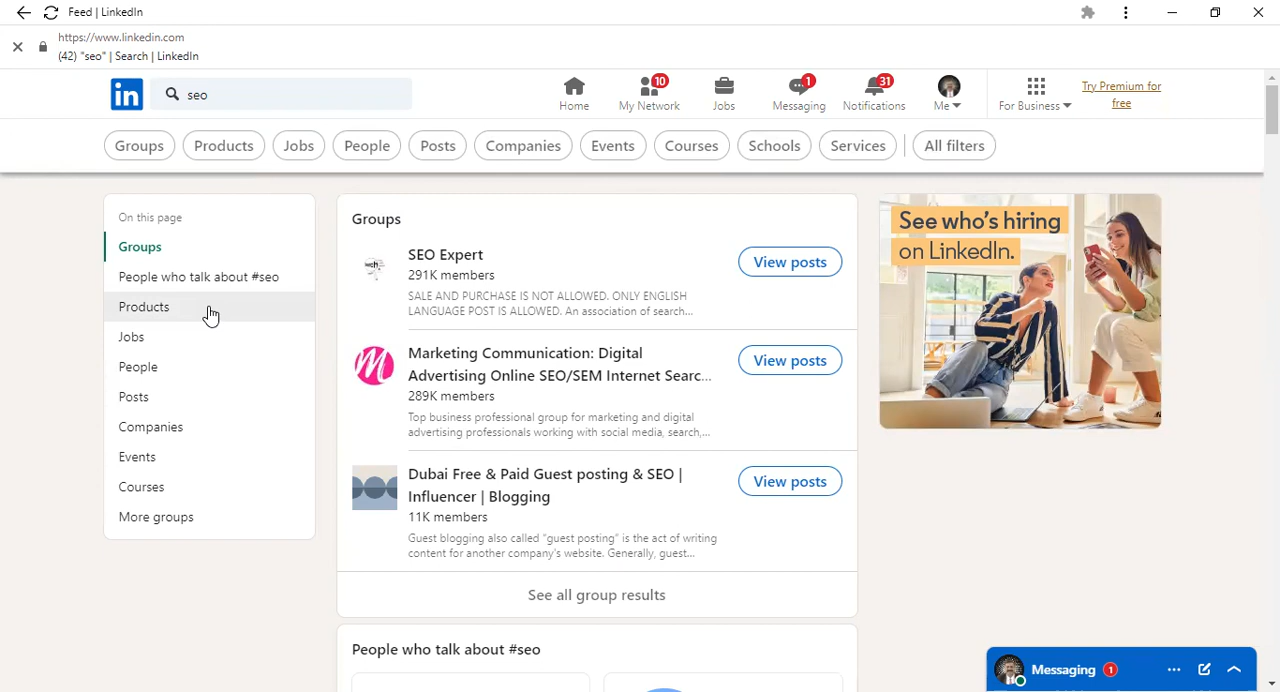 Feed | LinkedIn
https://www.linkedin.com
(42) "seo" | Search | LinkedIn
in
seo
Home
10
My Network
Jobs
1
Messaging
31
Notifications
Me
For Business
Try Premium for
free
Groups
Products
Jobs
People
Posts
Companies
Events
Courses
Schools
Services
All filters
On this page
Groups
People who talk about #seo
Products
Jobs
People
Posts
Companies
Events
Courses
More groups
Groups
SEO Expert
291K members
SALE AND PURCHASE IS NOT ALLOWED. ONLY ENGLISH
LANGUAGE POST IS ALLOWED. An association of search...
View posts
Marketing Communication: Digital
Advertising Online SEO/SEM Internet Searc...
289K members
Top business professional group for marketing and digital
advertising professionals working with social media, search,...
View posts
Dubai Free & Paid Guest posting & SEO |
Influencer | Blogging
11K members
Guest blogging also called "guest posting" is the act of writing
content for another company's website. Generally, guest...
View posts
See all group results
People who talk about #seo
See who's hiring
on LinkedIn.
Messaging 1